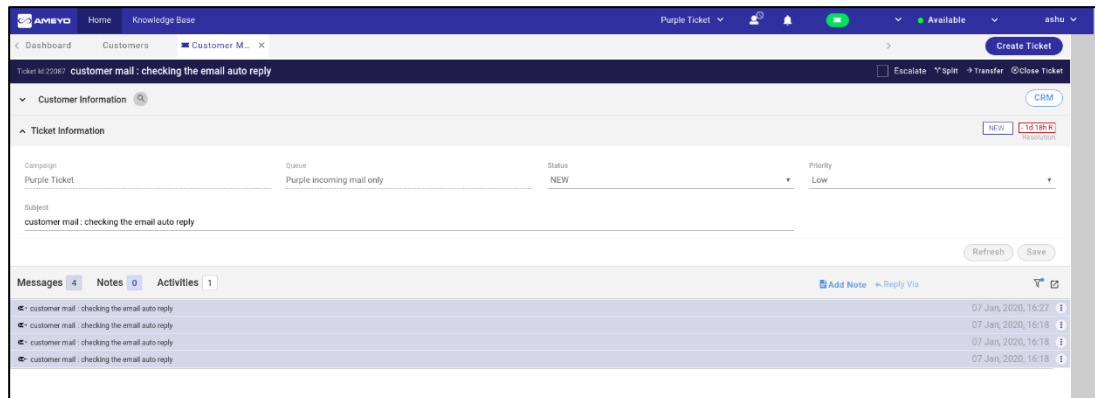 AMEYO Home Knowledge Base Purple Ticket Available ashu
Dashboard Customers Customer M... Create Ticket
Ticket Id:22087 customer mail : checking the email auto reply Escalate Split Transfer Close Ticket
Customer Information CRM
Ticket Information NEW - 1d 18h R
Resolution
Campaign Queue Status Priority
Purple Ticket Purple incoming mail only NEW Low
Subject
customer mail : checking the email auto reply
Refresh Save
Messages 4 Notes 0 Activities 1 Add Note Reply Via
customer mail : checking the email auto reply 07 Jan, 2020, 16:27
customer mail : checking the email auto reply 07 Jan, 2020, 16:18
customer mail : checking the email auto reply 07 Jan, 2020, 16:18
customer mail : checking the email auto reply 07 Jan, 2020, 16:18